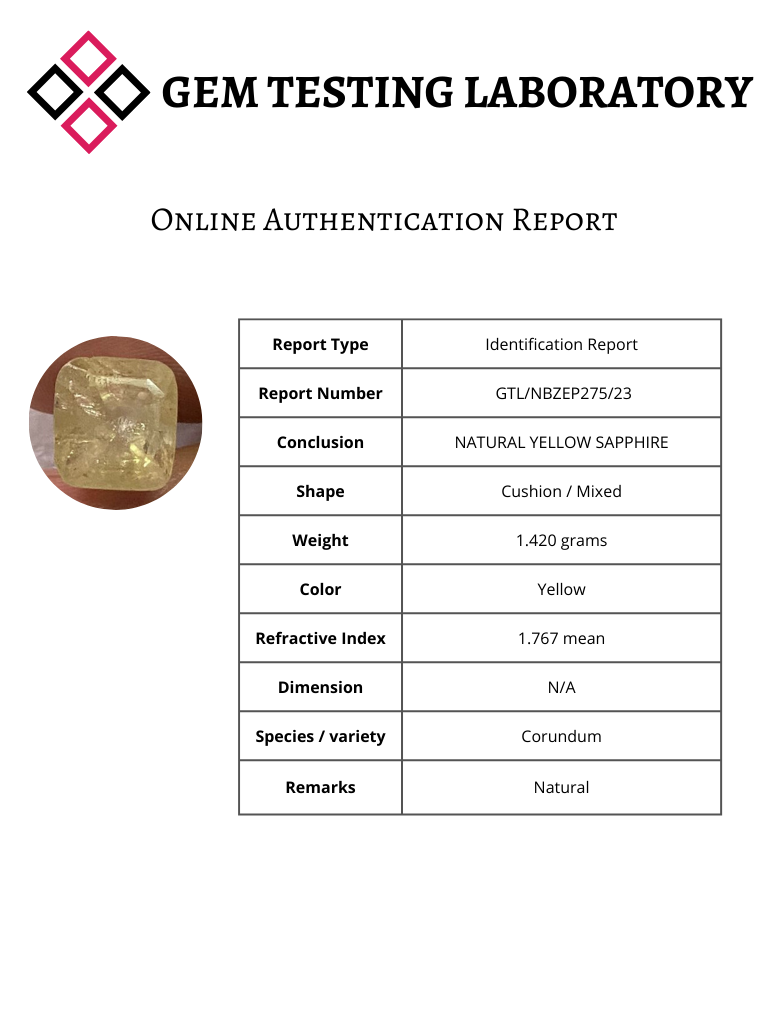 GEM TESTING LABORATORY
Online Authentication Report
Report Type Identification Report
Report Number GTL/NBZEP275/23
Conclusion NATURAL YELLOW SAPPHIRE
Shape Cushion / Mixed
Weight 1.420 grams
Color Yellow
Refractive Index 1.767 mean
Dimension N/A
Species / variety Corundum
Remarks Natural